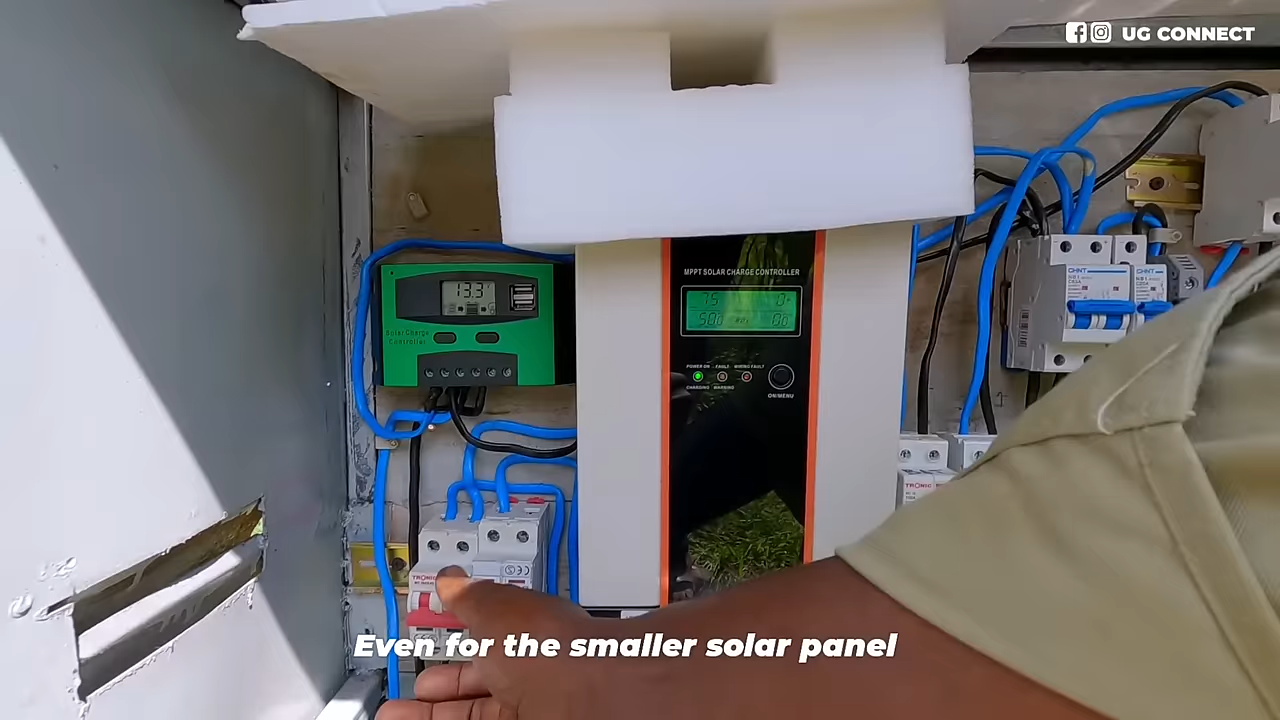 UG CONNECT
MPPT SOLAR CHARGE CONTROLLER
13.3
Solar Charge
Controller
POWER ON
FAULT
WIRING FAULT
CHARGING
WARNING
ON/MENU
CHNT
CHNT
TRONIC
TRONIC
Even for the smaller solar panel